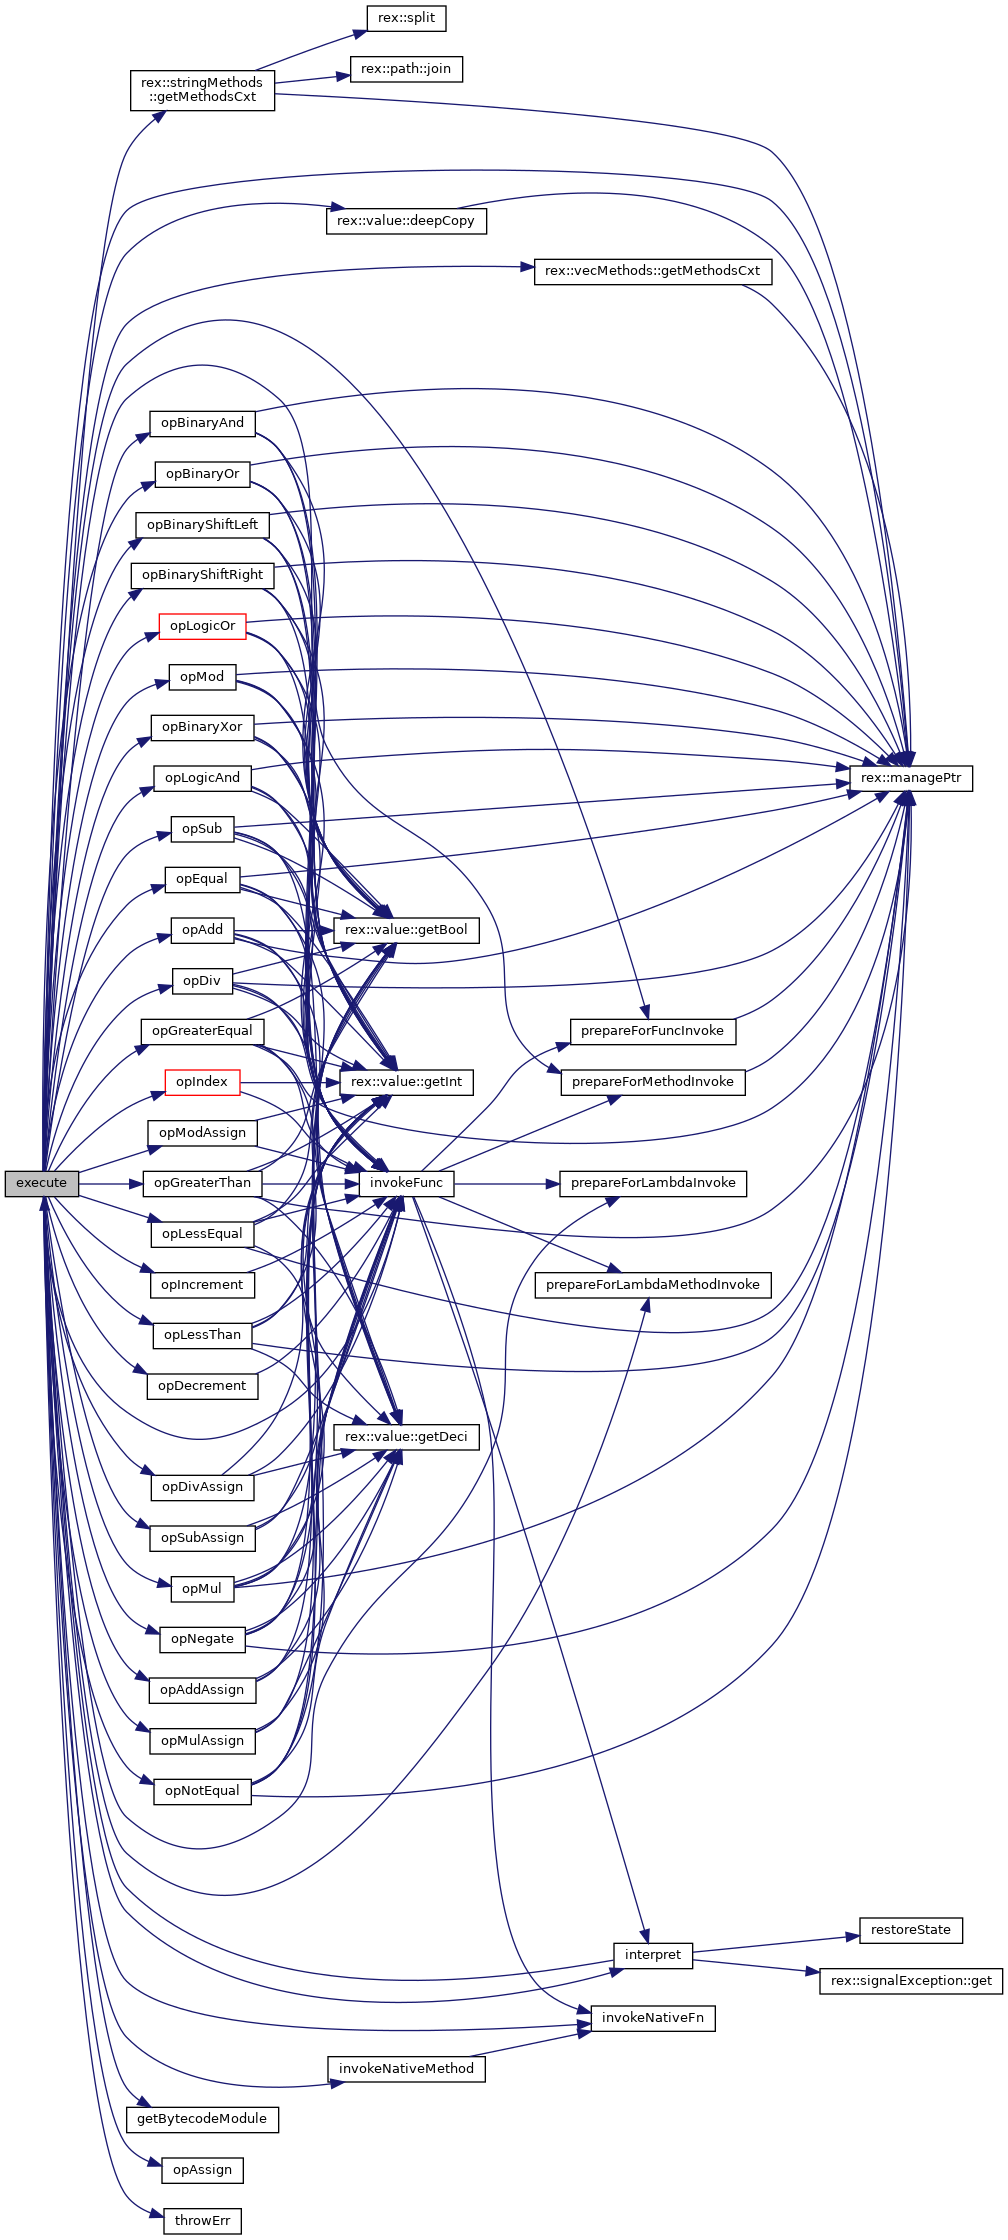 rex::split
rex::path::join
rex::stringMethods
::getMethodsCxt
rex::value::deepCopy
rex::vecMethods::getMethodsCxt
opBinaryAnd
opBinaryOr
opBinaryShiftLeft
opBinaryShiftRight
opLogicOr
opMod
opBinaryXor
opLogicAnd
rex::managePtr
opSub
opEqual
opAdd
rex::value::getBool
opDiv
opGreaterEqual
prepareForFuncInvoke
opIndex
rex::value::getInt
prepareForMethodInvoke
opModAssign
execute
opGreaterThan
invokeFunc
prepareForLambdaInvoke
opLessEqual
opIncrement
prepareForLambdaMethodInvoke
opLessThan
opDecrement
rex::value::getDeci
opDivAssign
opSubAssign
opMul
opNegate
opAddAssign
opMulAssign
opNotEqual
restoreState
interpret
rex::signalException::get
invokeNativeFn
invokeNativeMethod
getBytecodeModule
opAssign
throwErr